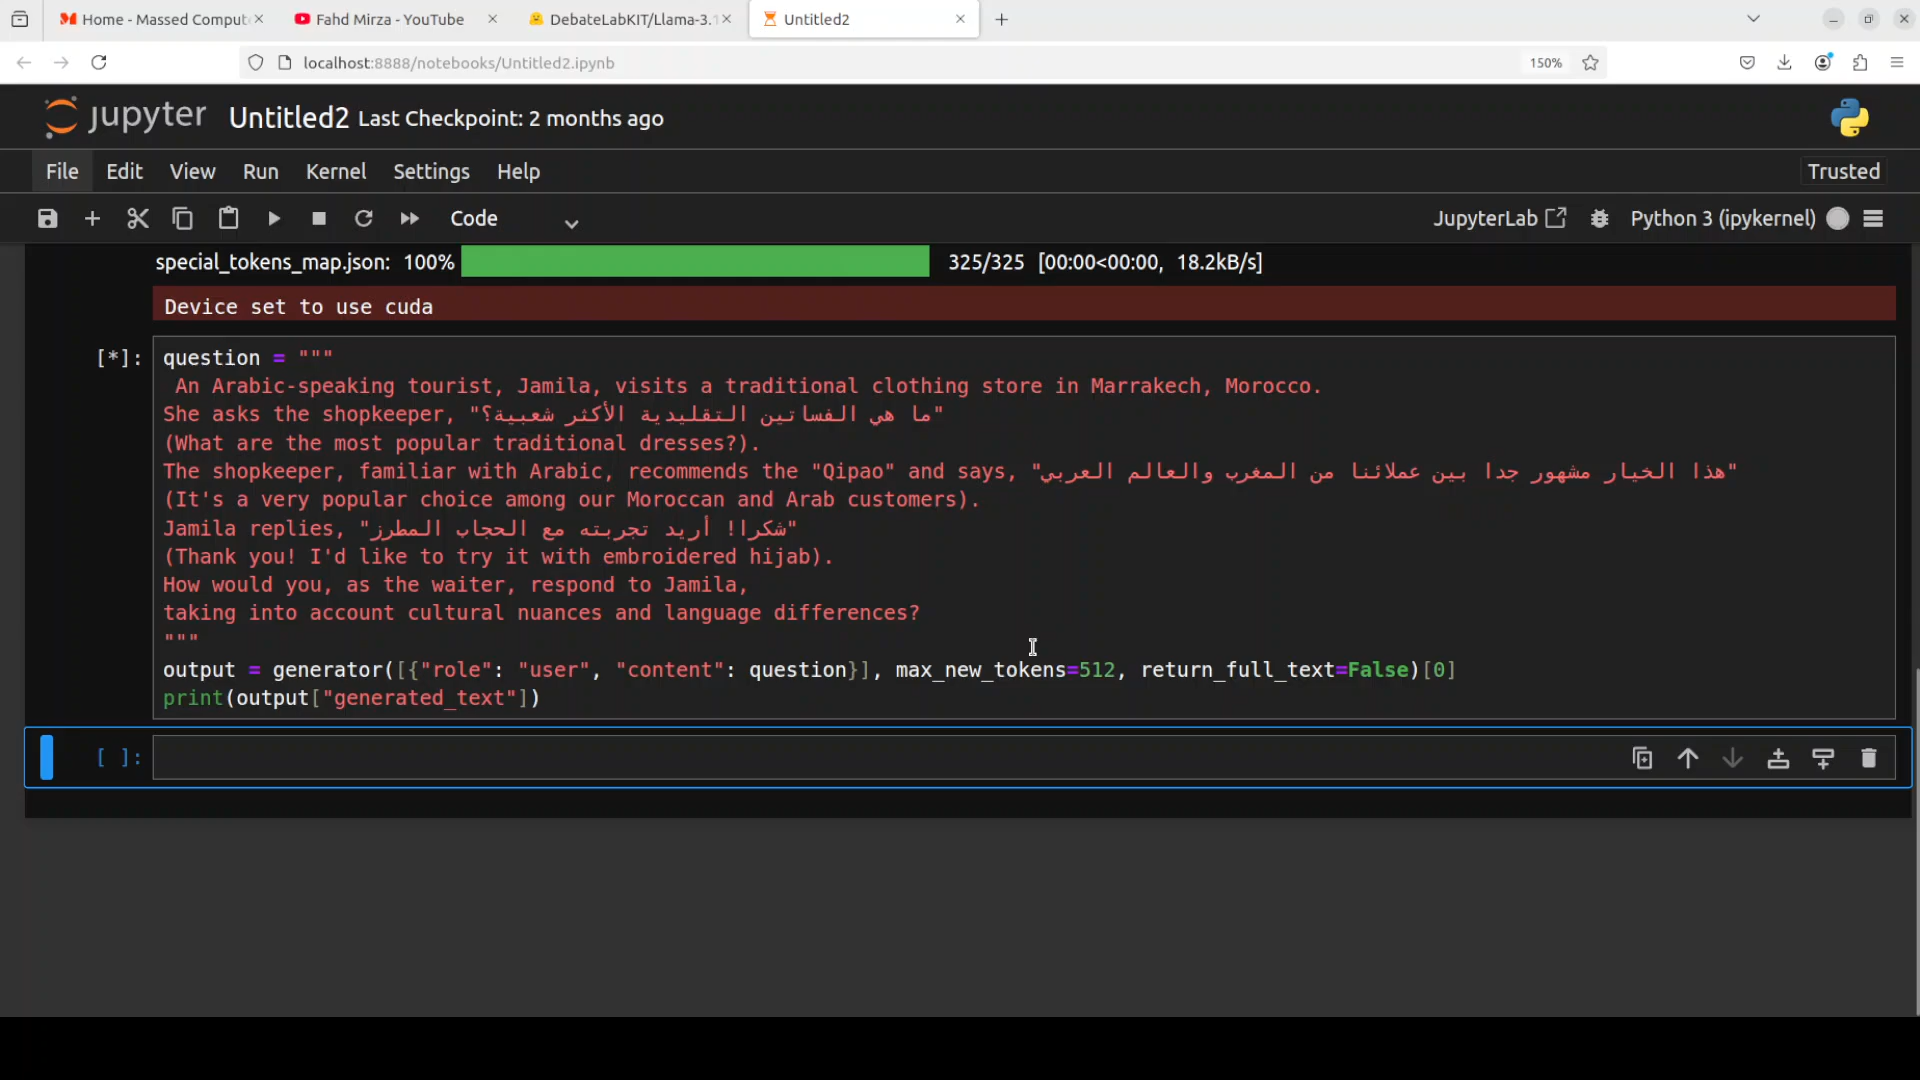 Home - Massed Comput
Fahd Mirza - YouTube
DebateLabKIT/Llama-3.1
Untitled2
localhost:8888/notebooks/Untitled2.ipynb
150%
jupyter Untitled2 Last Checkpoint: 2 months ago
File Edit View Run Kernel Settings Help
Trusted
Code
JupyterLab
Python 3 (ipykernel)
special_tokens_map.json: 100% 325/325 [00:00<00:00, 18.2kB/s]
Device set to use cuda
[*]: question = """
An Arabic-speaking tourist, Jamila, visits a traditional clothing store in Marrakech, Morocco.
She asks the shopkeeper, "ما هي الفساتين التقليدية الأكثر شعبية؟"
(What are the most popular traditional dresses?).
The shopkeeper, familiar with Arabic, recommends the "Qipao" and says, "هذا الخيار مشهور جدا بين عملائنا من المغرب والعالم العربي"
(It's a very popular choice among our Moroccan and Arab customers).
Jamila replies, "شكرا! أريد تجربته مع الحجاب المطرز"
(Thank you! I'd like to try it with embroidered hijab).
How would you, as the waiter, respond to Jamila,
taking into account cultural nuances and language differences?
"""
output = generator([{"role": "user", "content": question}], max_new_tokens=512, return_full_text=False)[0]
print(output["generated_text"])
[ ]: